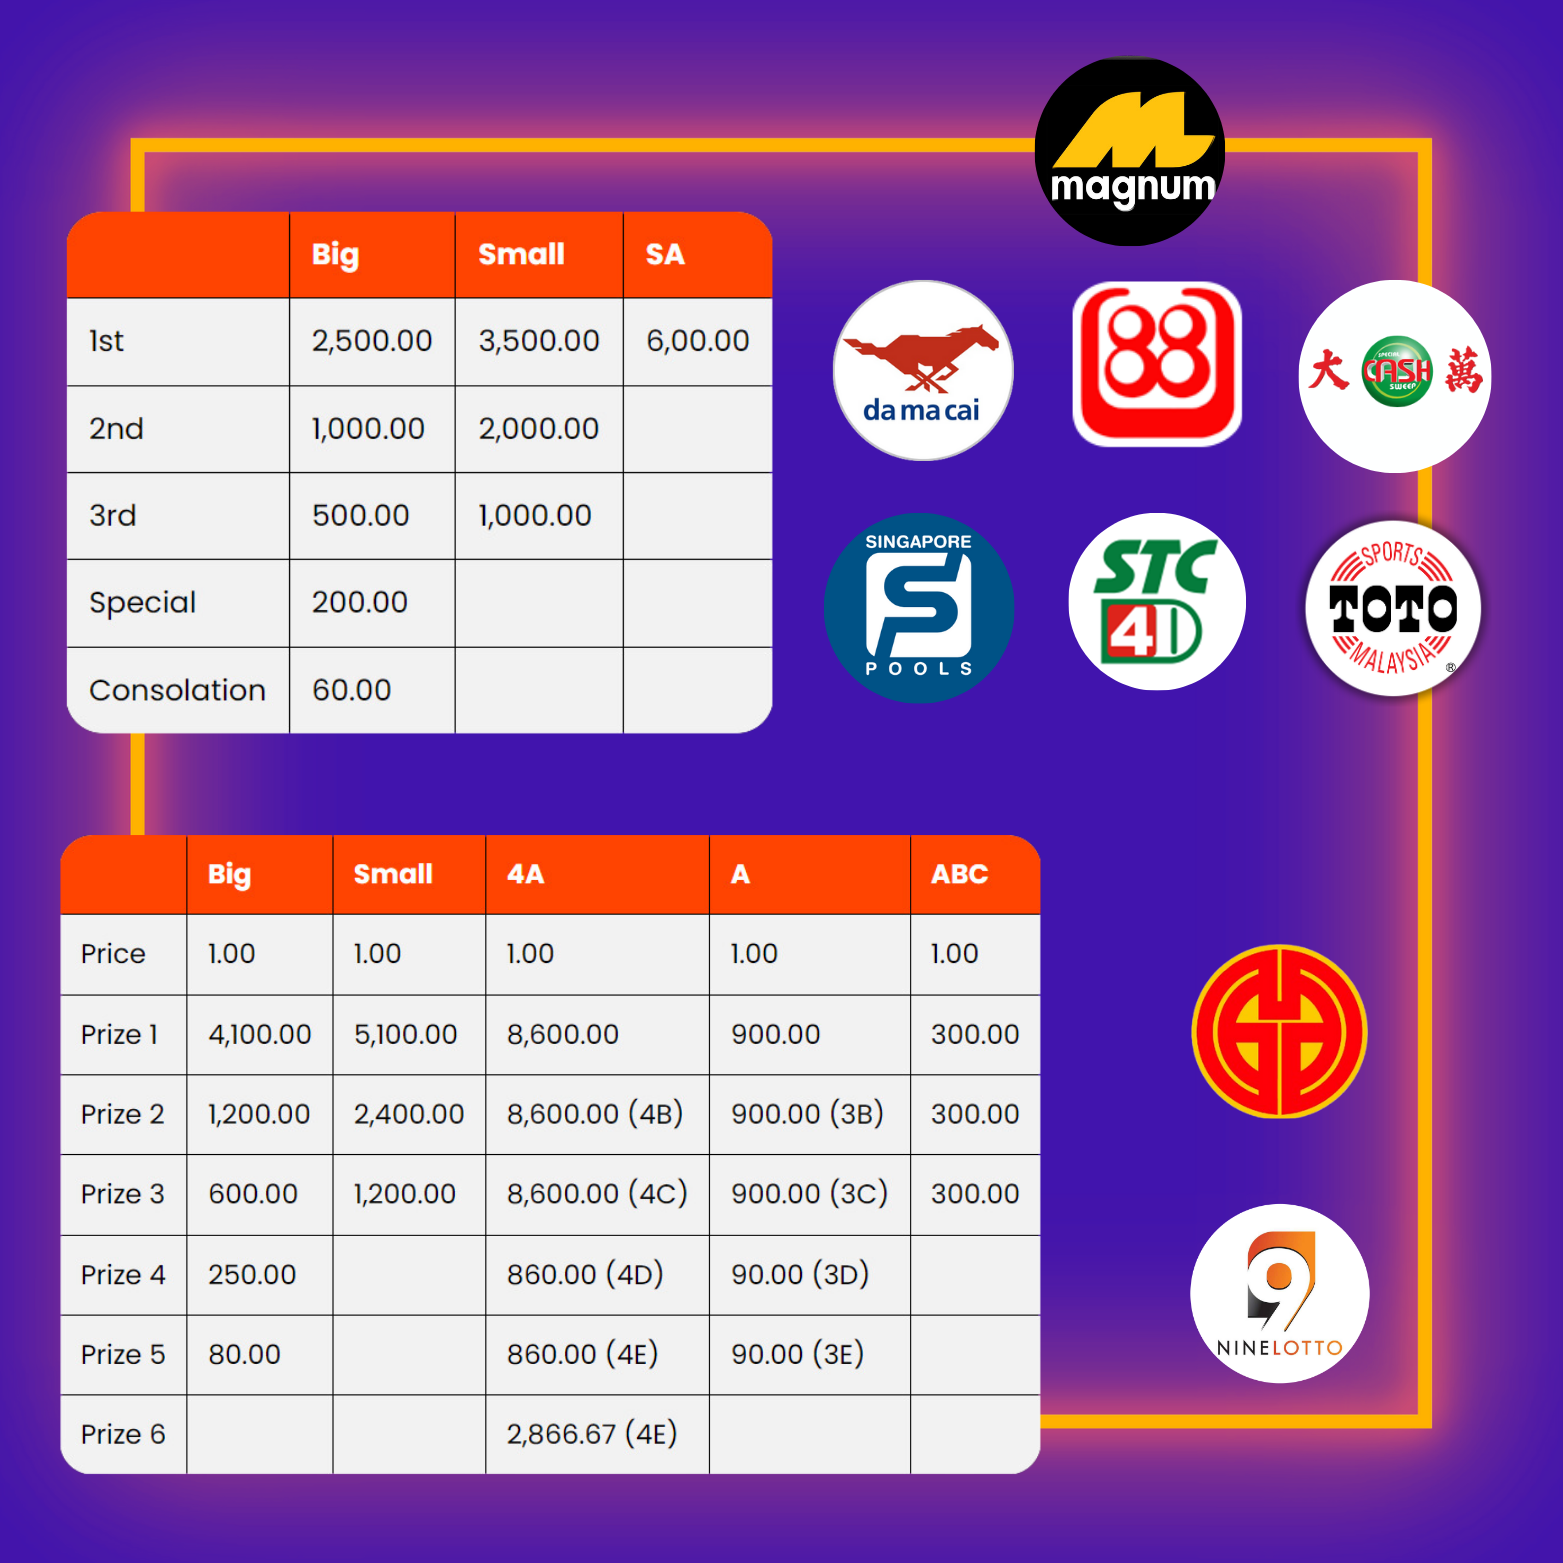 magnum
Big Small SA
1st 2,500.00 3,500.00 6,00.00
2nd 1,000.00 2,000.00
3rd 500.00 1,000.00
Special 200.00
Consolation 60.00
da ma cai
88
大 SPECIAL CASH SWEEP 萬
SINGAPORE
POOLS
STC
4D
SPORTS
TOTO
MALAYSIA
®
Big Small 4A A ABC
Price 1.00 1.00 1.00 1.00 1.00
Prize 1 4,100.00 5,100.00 8,600.00 900.00 300.00
Prize 2 1,200.00 2,400.00 8,600.00 (4B) 900.00 (3B) 300.00
Prize 3 600.00 1,200.00 8,600.00 (4C) 900.00 (3C) 300.00
Prize 4 250.00 860.00 (4D) 90.00 (3D)
Prize 5 80.00 860.00 (4E) 90.00 (3E)
Prize 6 2,866.67 (4E)
9
NINELOTTO